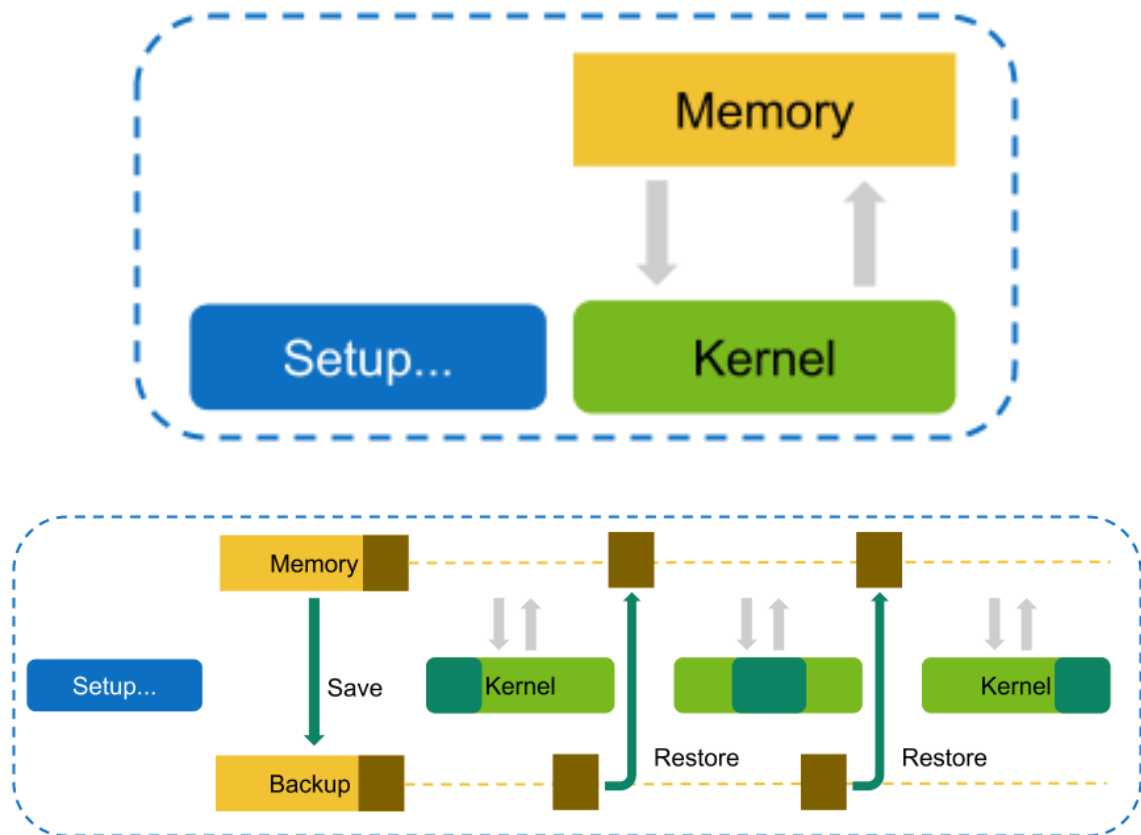 Memory
Setup...
Kernel
Memory
Setup...
Save
Kernel
Kernel
Backup
Restore
Restore